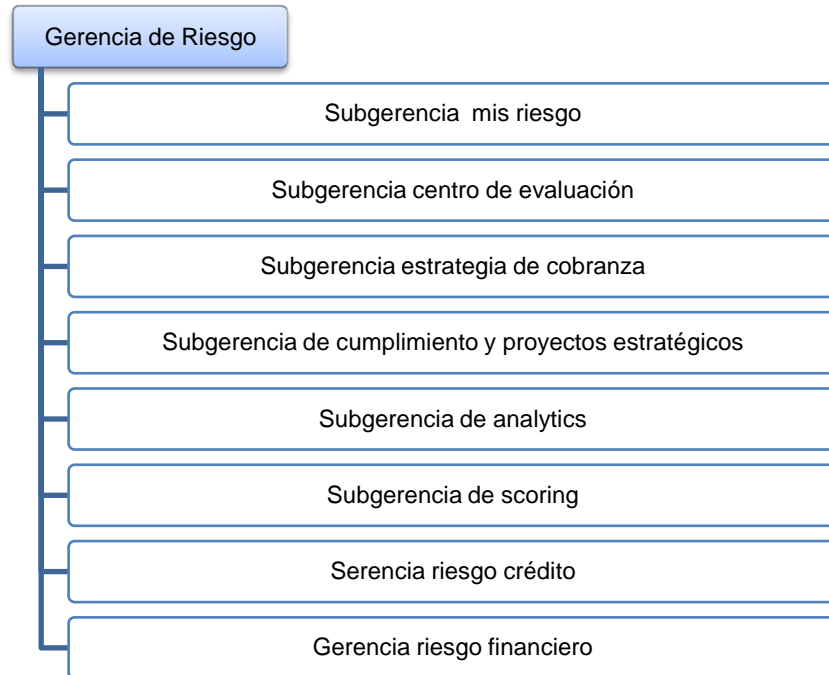 Gerencia de Riesgo
Subgerencia mis riesgo
Subgerencia centro de evaluación
Subgerencia estrategia de cobranza
Subgerencia de cumplimiento y proyectos estratégicos
Subgerencia de analytics
Subgerencia de scoring
Serencia riesgo crédito
Gerencia riesgo financiero